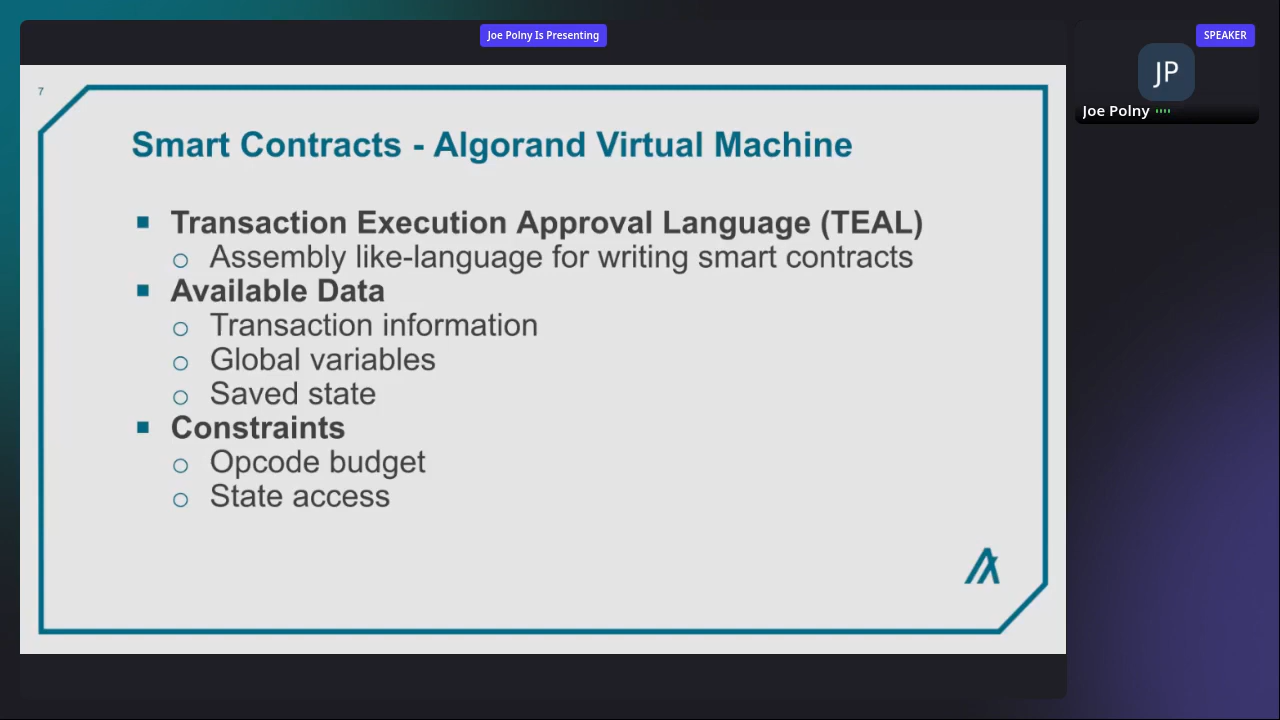 Joe Polny Is Presenting
SPEAKER
JP
Joe Polny
7
Smart Contracts - Algorand Virtual Machine
Transaction Execution Approval Language (TEAL)
Assembly like-language for writing smart contracts
Available Data
Transaction information
Global variables
Saved state
Constraints
Opcode budget
State access